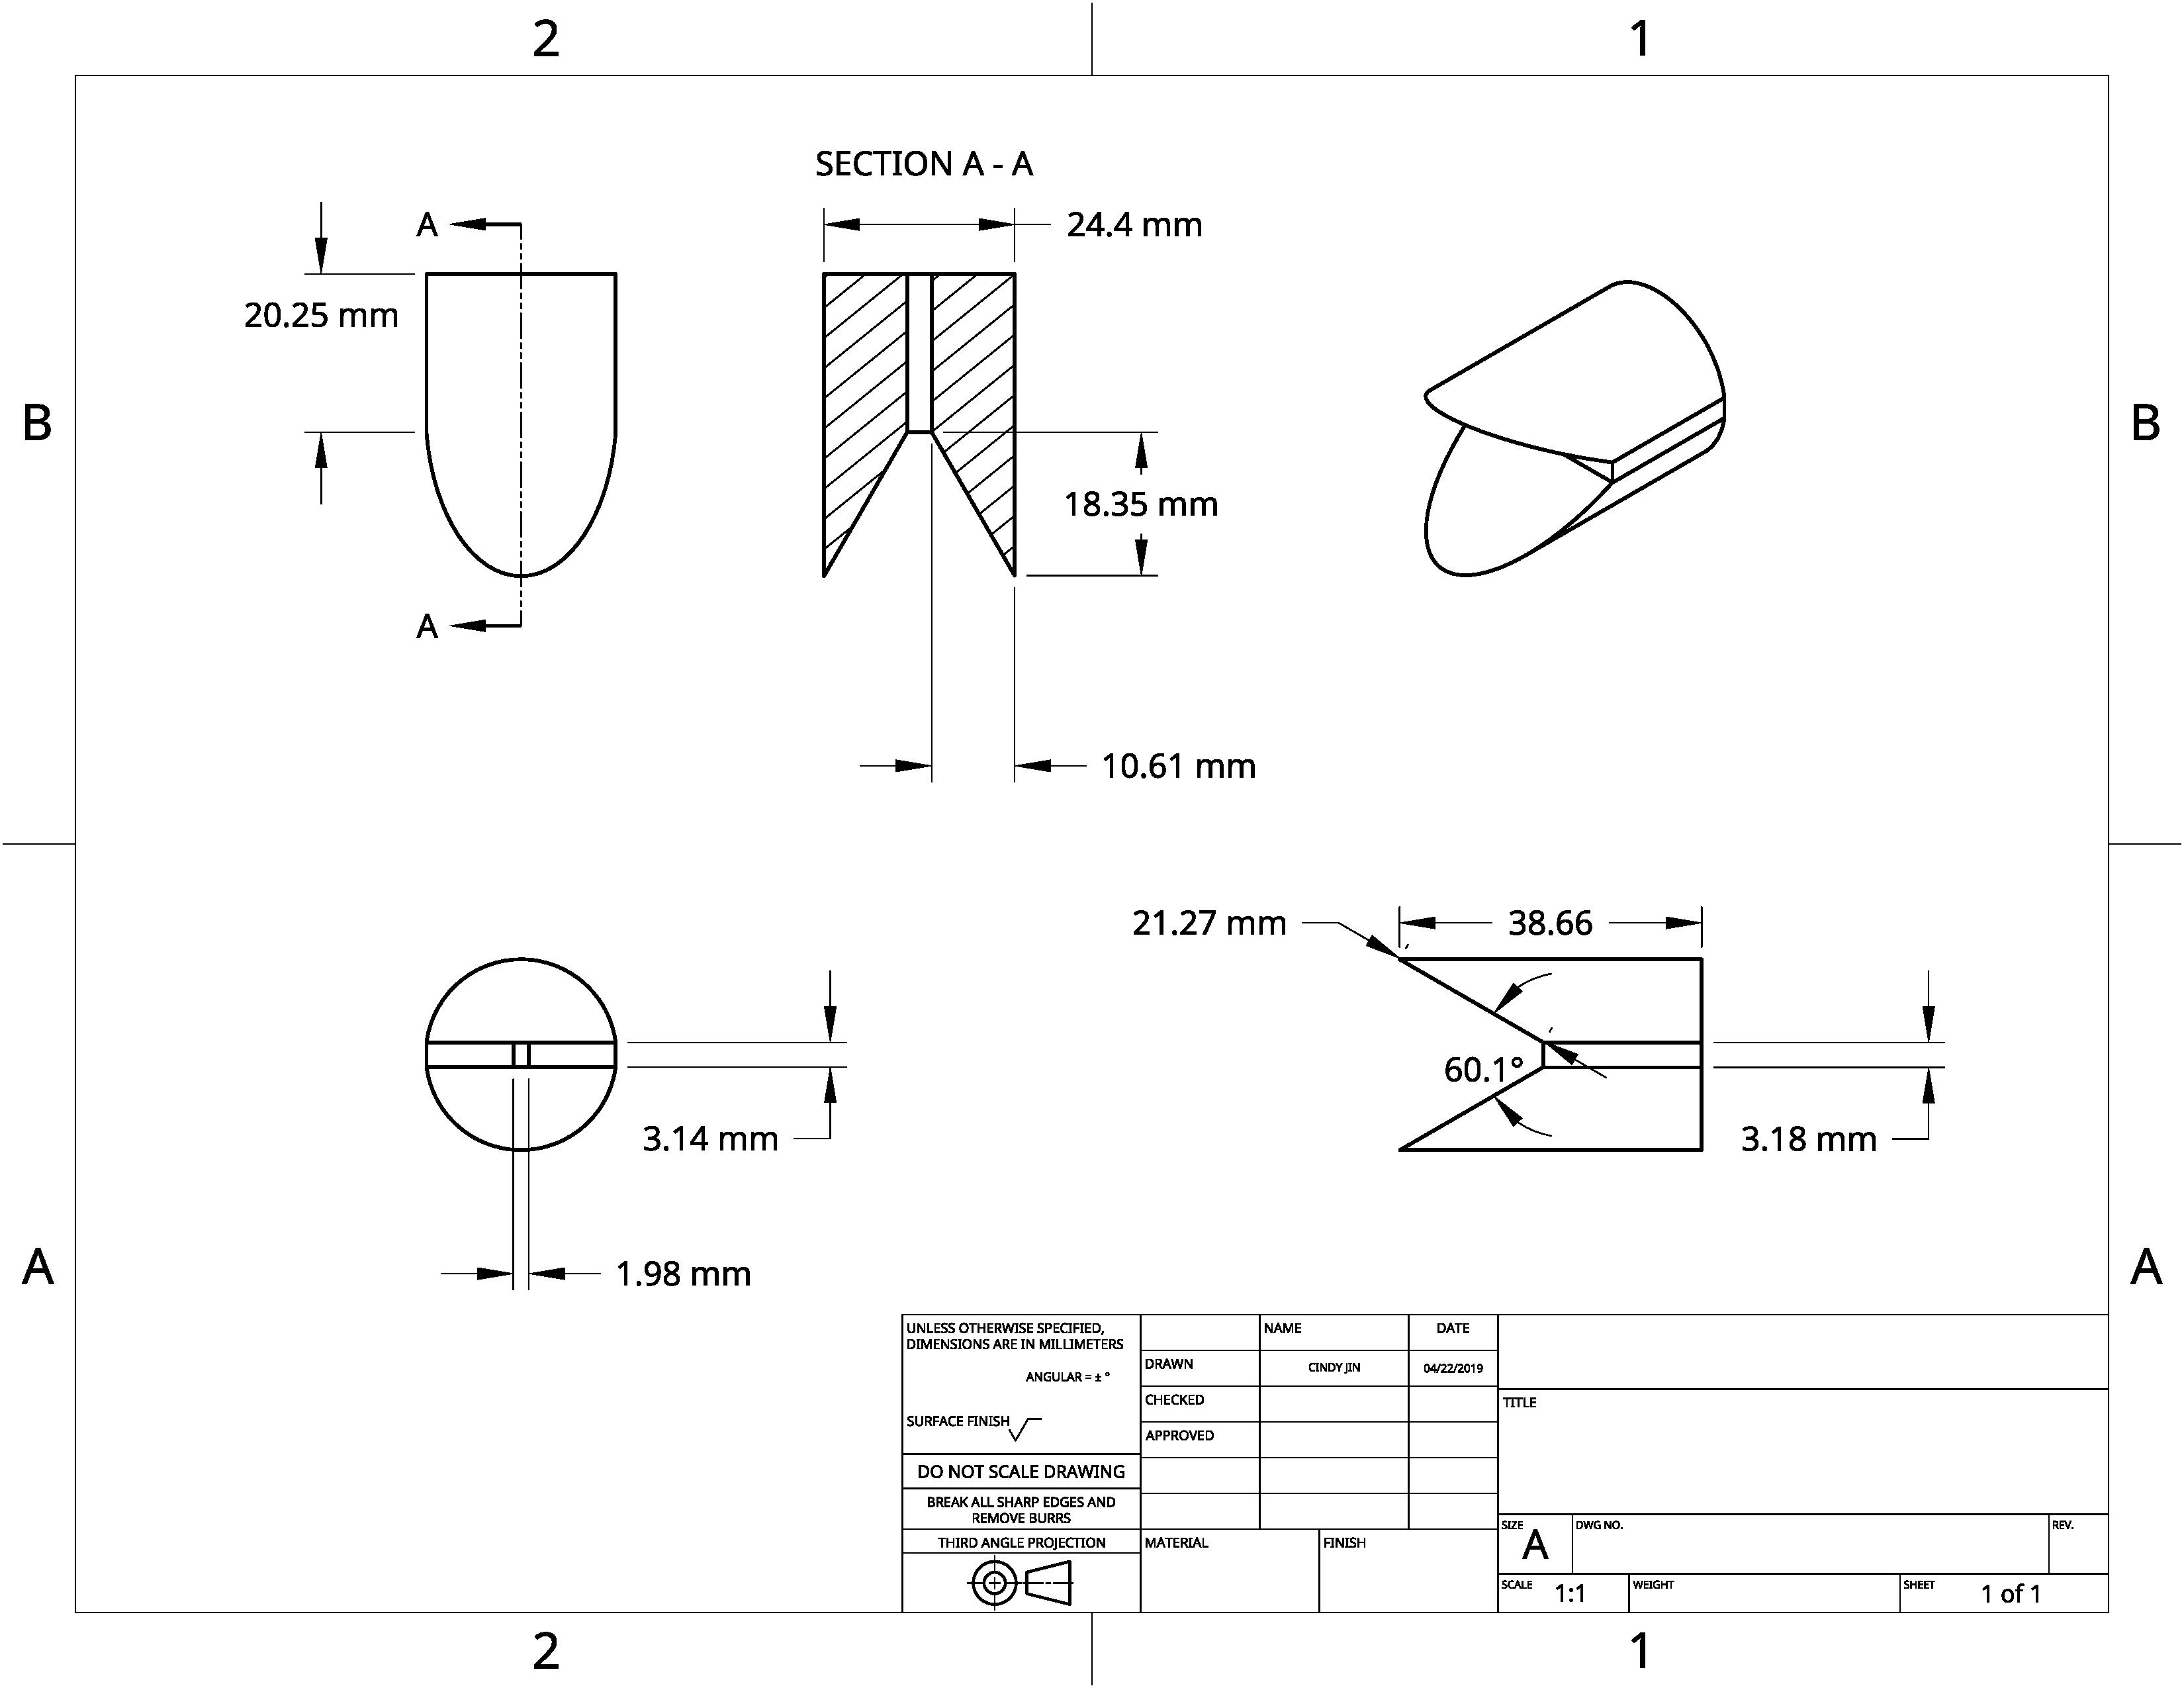 2
1
SECTION A - A
A
24.4 mm
20.25 mm
B
B
18.35 mm
A
10.61 mm
21.27 mm
38.66
60.1°
3.14 mm
3.18 mm
A
A
1.98 mm
UNLESS OTHERWISE SPECIFIED,
DIMENSIONS ARE IN MILLIMETERS
ANGULAR = ± °
SURFACE FINISH
DO NOT SCALE DRAWING
BREAK ALL SHARP EDGES AND
REMOVE BURRS
THIRD ANGLE PROJECTION
NAME
DATE
DRAWN
CINDY JIN
04/22/2019
CHECKED
APPROVED
MATERIAL
FINISH
TITLE
SIZE
A
DWG NO.
REV.
SCALE
1:1
WEIGHT
SHEET
1 of 1
2
1